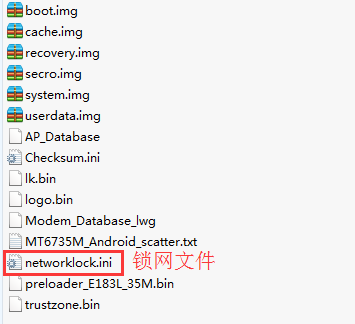 boot.img
cache.img
recovery.img
secro.img
system.img
userdata.img
AP_Database
Checksum.ini
lk.bin
logo.bin
Modem_Database_lwg
MT6735M_Android_scatter.txt
networklock.ini 锁网文件
preloader_E183L_35M.bin
trustzone.bin